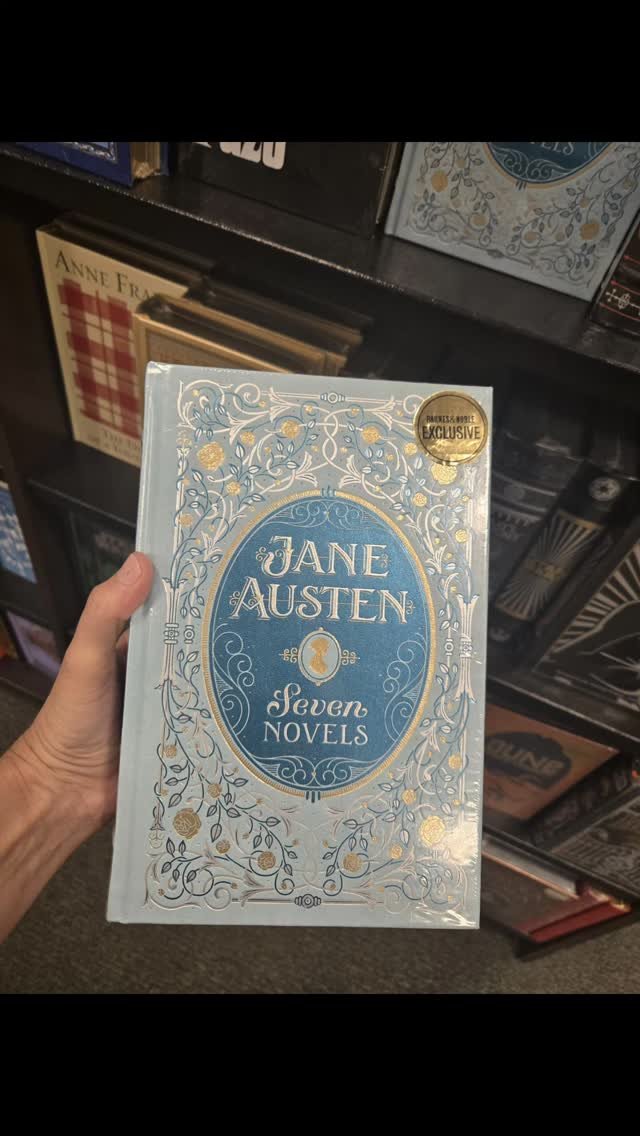 ANNE FRA
JANE
AUSTEN
Seven
NOVELS
BARNES & NOBLE
EXCLUSIVE